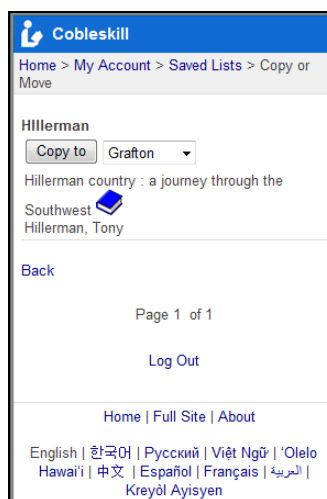 Cobleskill
Home > My Account > Saved Lists > Copy or
Move
HIllerman
Copy to Grafton
Hillerman country : a journey through the
Southwest
Hillerman, Tony
Back
Page 1 of 1
Log Out
Home | Full Site | About
English | 한국어 | Русский | Việt Ngữ | 'Olelo
Hawai'i | 中文 | Español | Français | العربية |
Kreyòl Ayisyen